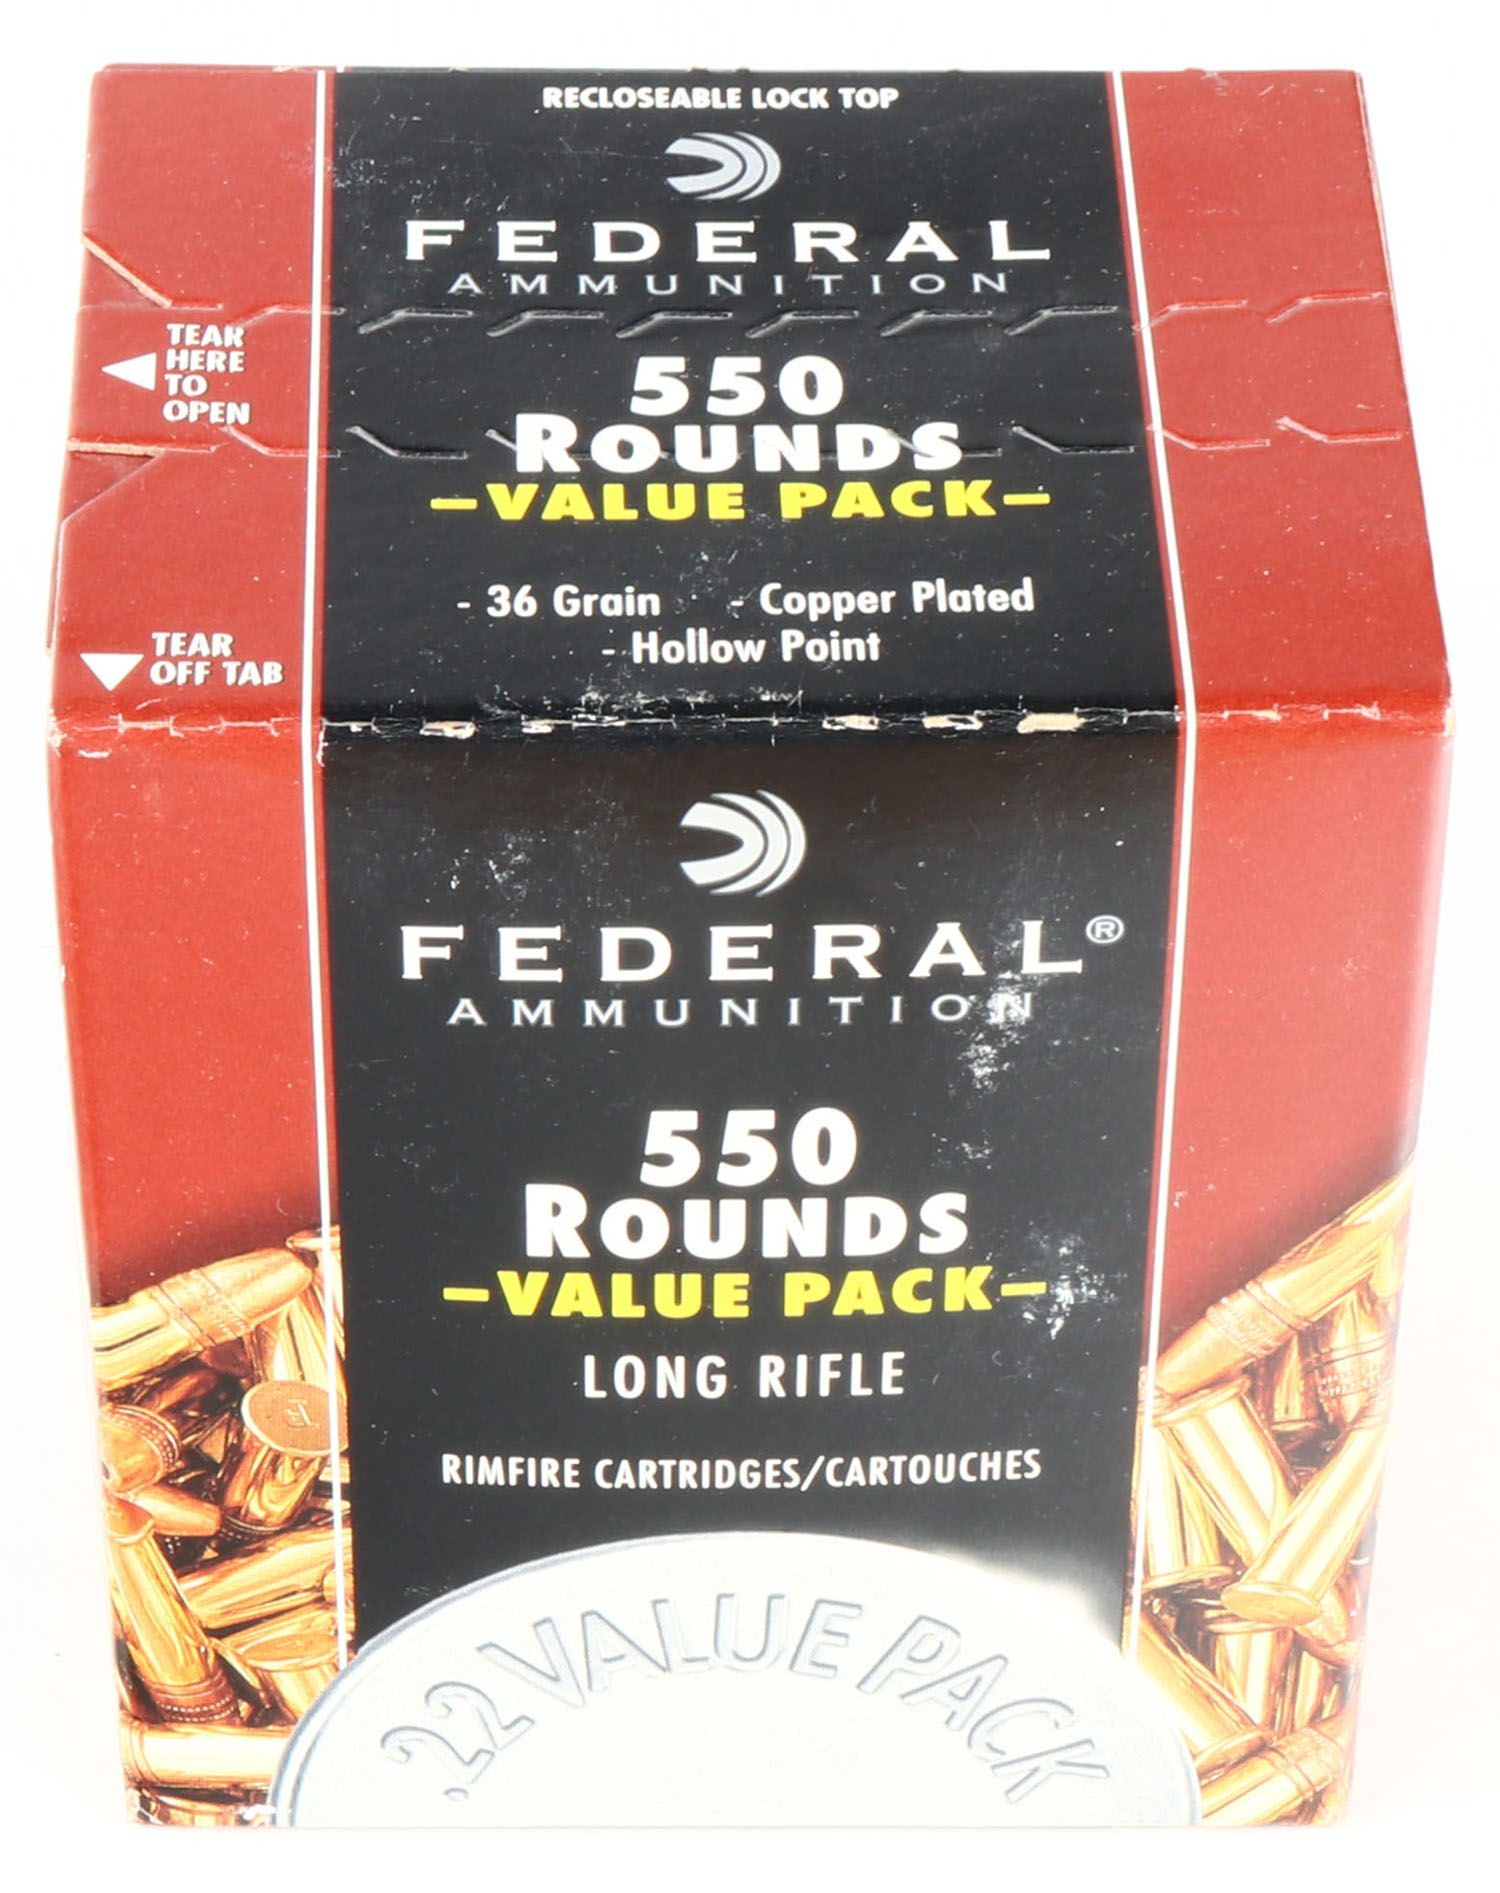 RECLOSEABLE LOCK TOP
FEDERAL
AMMUNITION
TEAR
HERE
TO
OPEN
550
ROUNDS
-VALUE PACK-
- 36 Grain - Copper Plated
- Hollow Point
TEAR
OFF TAB
FEDERAL®
AMMUNITION
550
ROUNDS
-VALUE PACK-
LONG RIFLE
RIMFIRE CARTRIDGES/CARTOUCHES
.22 VALUE PACK